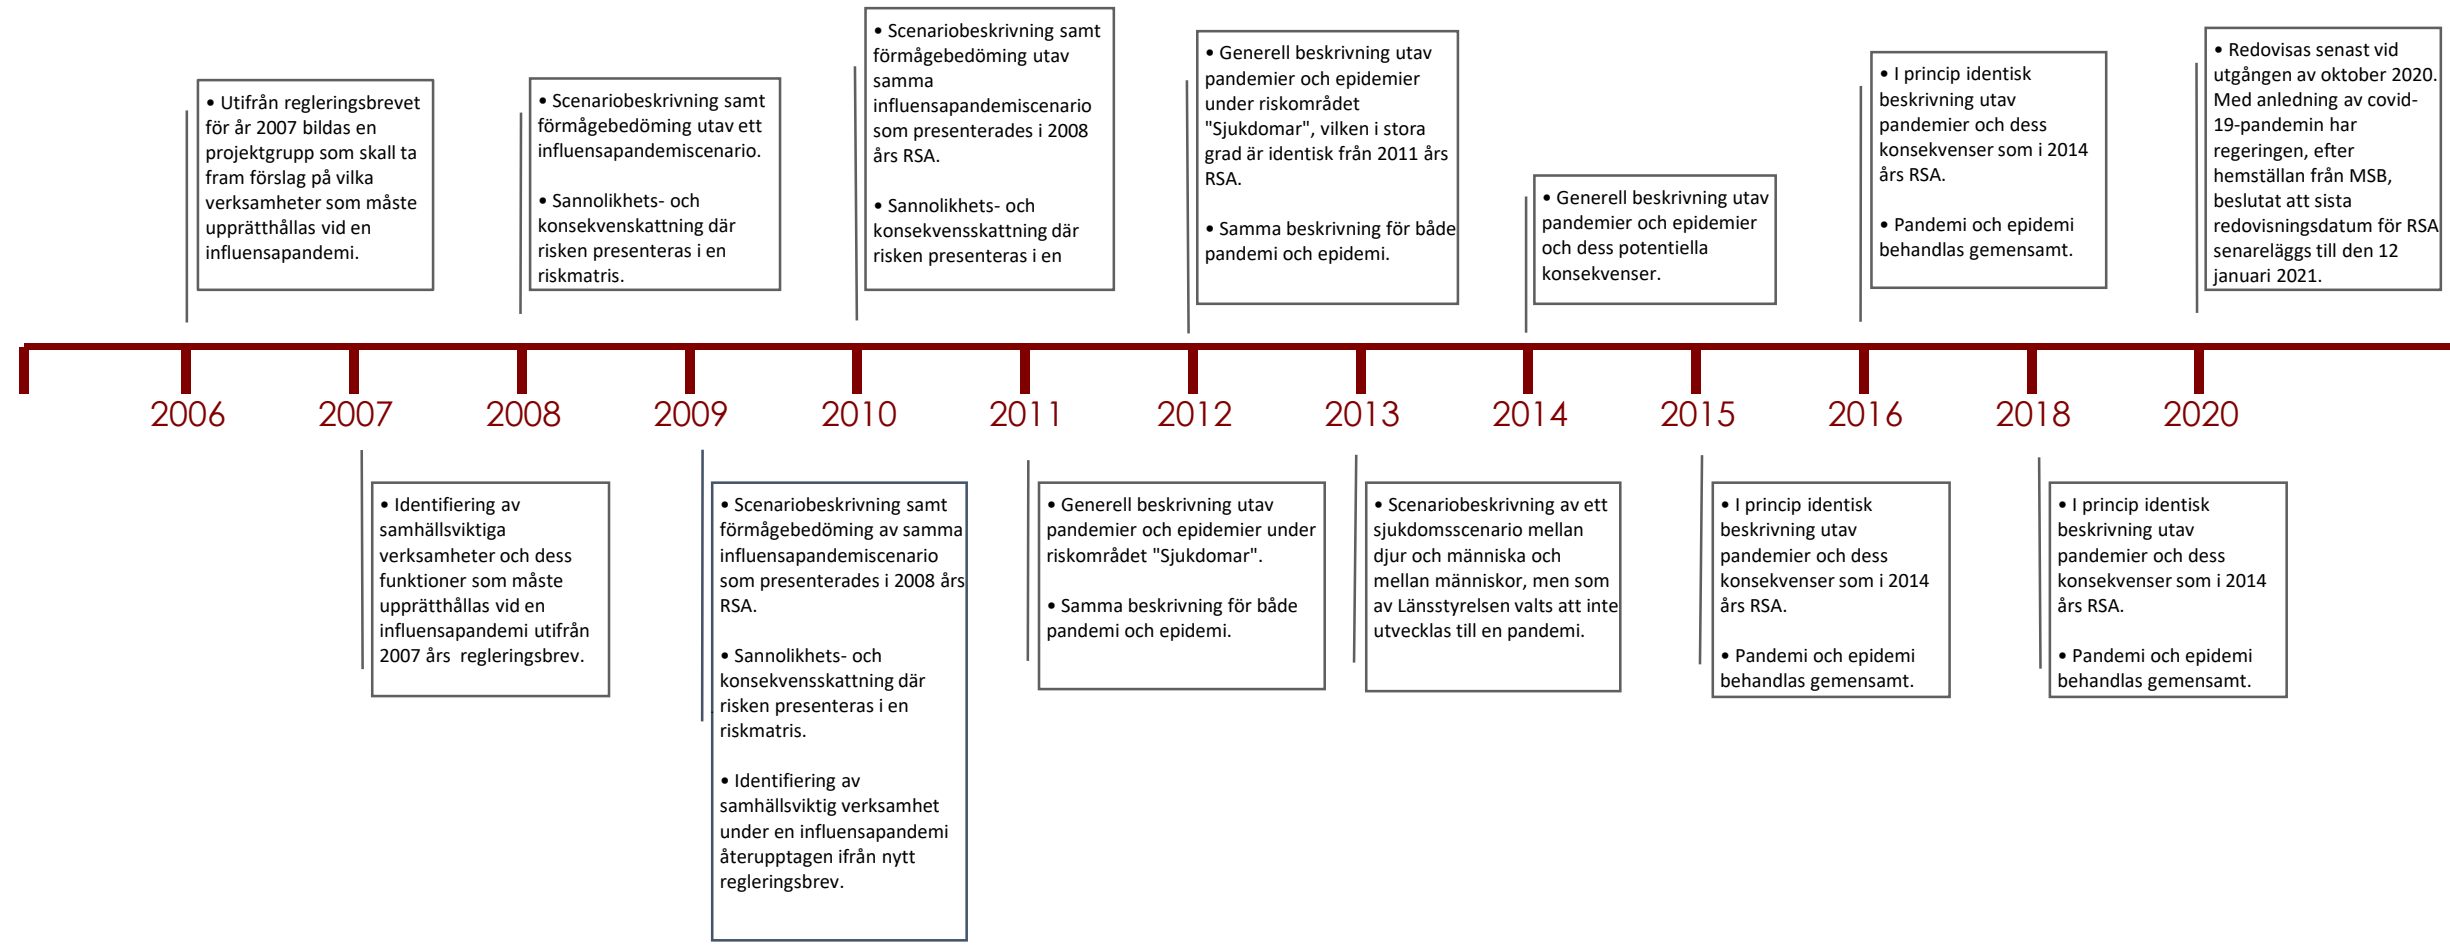 • Utifrån regleringsbrevet
för år 2007 bildas en
projektgrupp som skall ta
fram förslag på vilka
verksamheter som måste
upprätthållas vid en
influensapandemi.
• Scenariobeskrivning samt
förmågebedöming utav ett
influensapandemiscenario.
• Sannolikhets- och
konsekvenskattning där
risken presenteras i en
riskmatris.
• Scenariobeskrivning samt
förmågebedöming utav
samma
influensapandemiscenario
som presenterades i 2008
års RSA.
• Sannolikhets- och
konsekvensskattning där
risken presenteras i en
• Generell beskrivning utav
pandemier och epidemier
under riskområdet
"Sjukdomar", vilken i stora
grad är identisk från 2011 års
RSA.
• Samma beskrivning för både
pandemi och epidemi.
• Generell beskrivning utav
pandemier och epidemier
och dess potentiella
konsekvenser.
• I princip identisk
beskrivning utav
pandemier och dess
konsekvenser som i 2014
års RSA.
• Pandemi och epidemi
behandlas gemensamt.
• Redovisas senast vid
utgången av oktober 2020.
Med anledning av covid-
19-pandemin har
regeringen, efter
hemställan från MSB,
beslutat att sista
redovisningsdatum för RSA
senareläggs till den 12
januari 2021.
2006 2007 2008 2009 2010 2011 2012 2013 2014 2015 2016 2018 2020
• Identifiering av
samhällsviktiga
verksamheter och dess
funktioner som måste
upprätthållas vid en
influensapandemi utifrån
2007 års  regleringsbrev.
• Scenariobeskrivning samt
förmågebedöming av samma
influensapandemiscenario
som presenterades i 2008 års
RSA.
• Sannolikhets- och
konsekvensskattning där
risken presenteras i en
riskmatris.
• Identifiering av
samhällsviktig verksamhet
under en influensapandemi
återupptagen ifrån nytt
regleringsbrev.
• Generell beskrivning utav
pandemier och epidemier under
riskområdet "Sjukdomar".
• Samma beskrivning för både
pandemi och epidemi.
• Scenariobeskrivning av ett
sjukdomsscenario mellan
djur och människa och
mellan människor, men som
av Länsstyrelsen valts att inte
utvecklas till en pandemi.
• I princip identisk
beskrivning utav
pandemier och dess
konsekvenser som i 2014
års RSA.
• Pandemi och epidemi
behandlas gemensamt.
• I princip identisk
beskrivning utav
pandemier och dess
konsekvenser som i 2014
års RSA.
• Pandemi och epidemi
behandlas gemensamt.